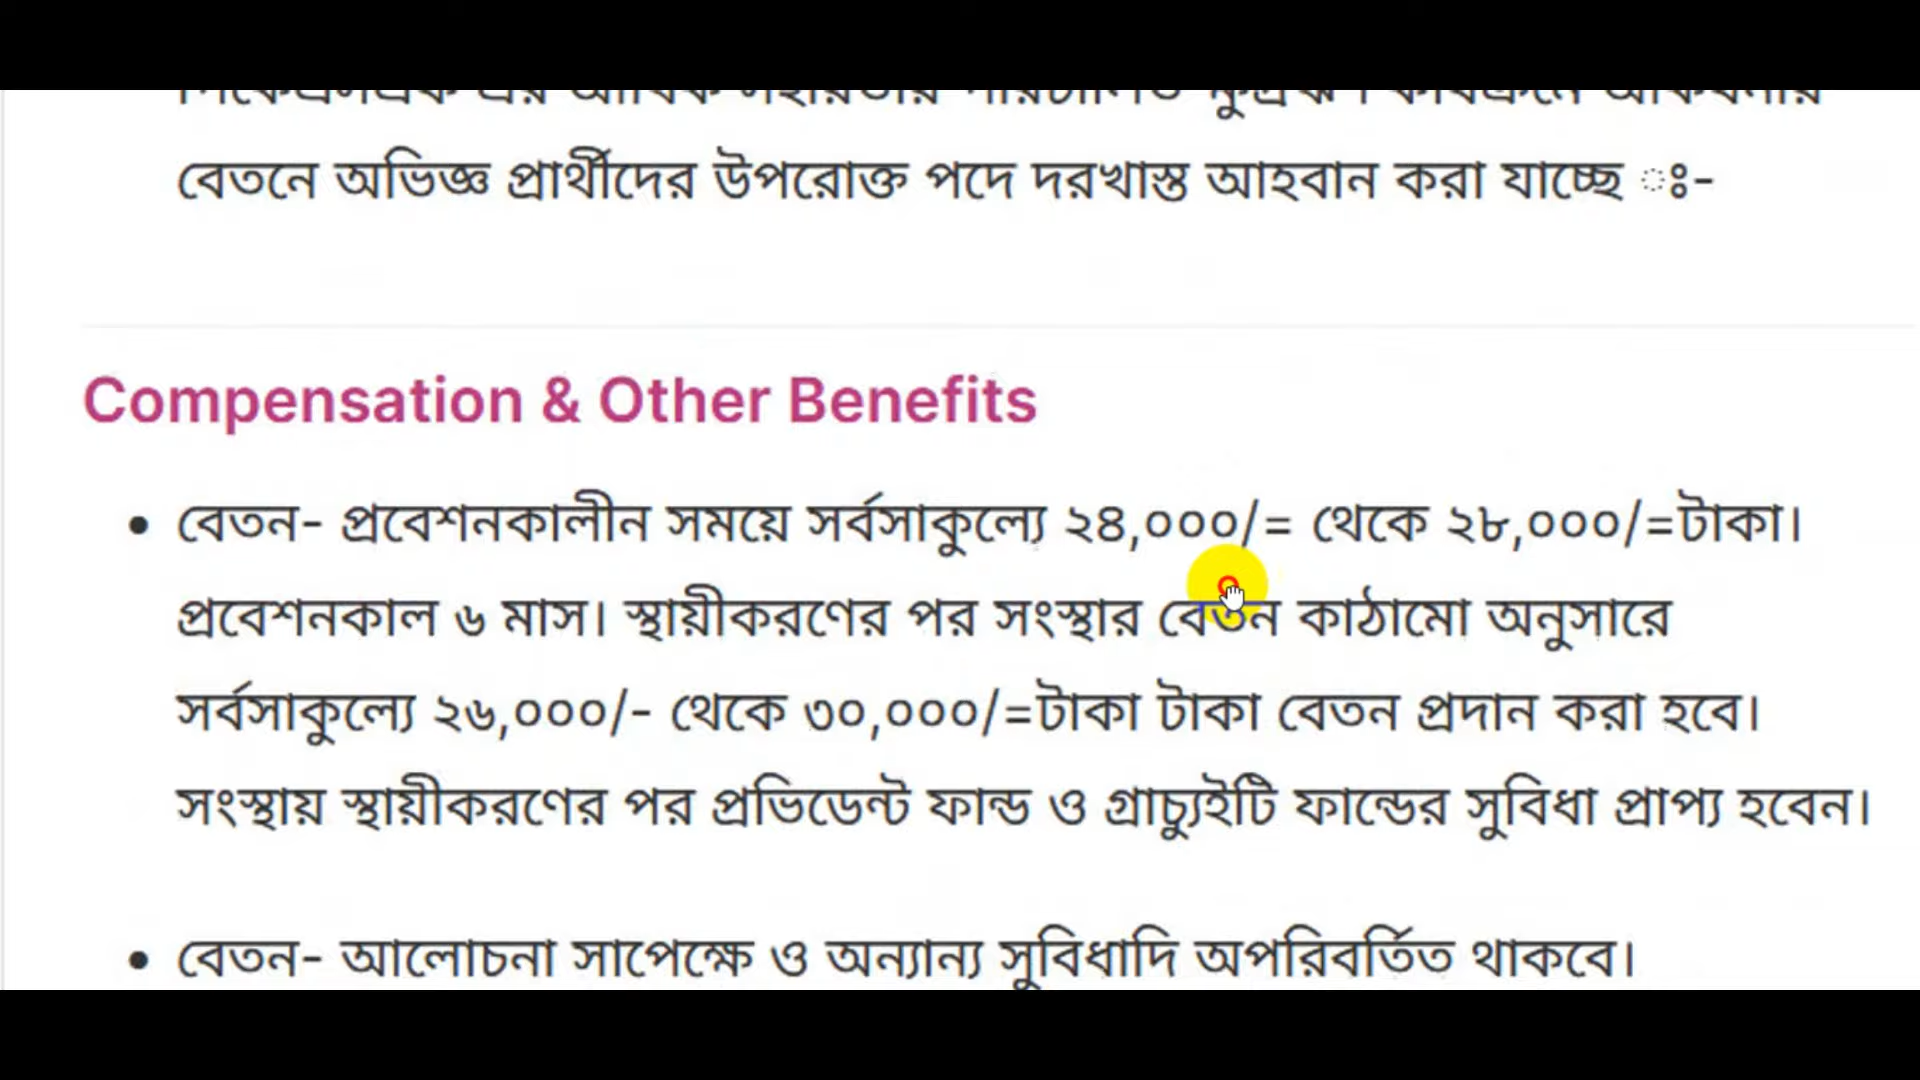 বেতনে অভিজ্ঞ প্রার্থীদের উপরোক্ত পদে দরখাস্ত আহবান করা যাচ্ছে ঃ-
Compensation & Other Benefits
• বেতন- প্রবেশনকালীন সময়ে সর্বসাকুল্যে ২৪,০০০/= থেকে ২৮,০০০/=টাকা।
প্রবেশনকাল ৬ মাস। স্থায়ীকরণের পর সংস্থার বেতন কাঠামো অনুসারে
সর্বসাকুল্যে ২৬,০০০/- থেকে ৩০,০০০/=টাকা টাকা বেতন প্রদান করা হবে।
সংস্থায় স্থায়ীকরণের পর প্রভিডেন্ট ফান্ড ও গ্রাচ্যুইটি ফান্ডের সুবিধা প্রাপ্য হবেন।
• বেতন- আলোচনা সাপেক্ষে ও অন্যান্য সুবিধাদি অপরিবর্তিত থাকবে।